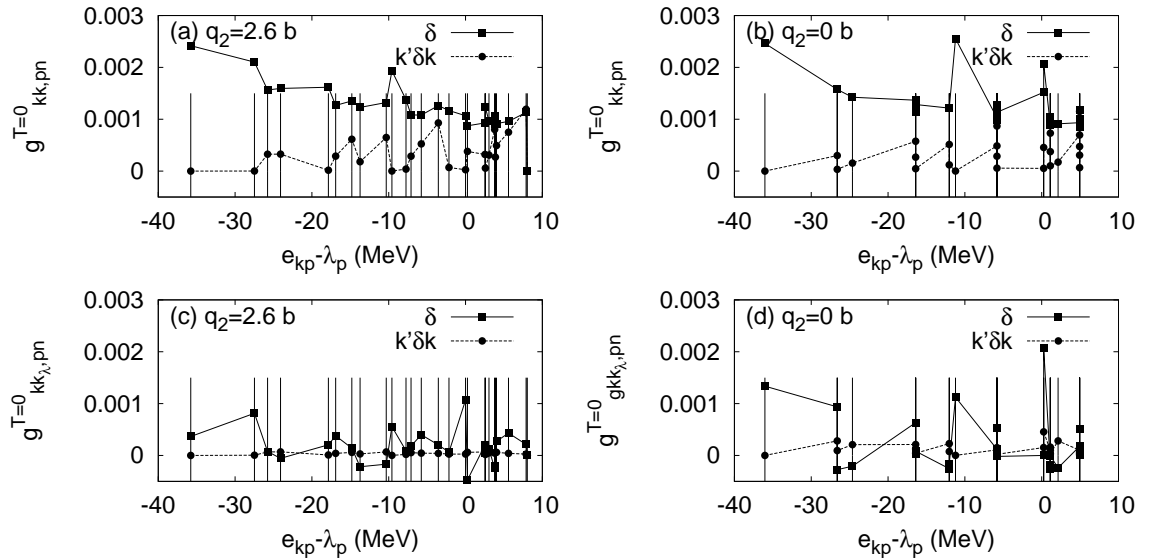 (a) q2=2.6 b
δ
k'δk
0.003
0.002
0.001
0
-40 -30 -20 -10 0 10
e_kp-λ_p (MeV)
g^T=0_kk,pn
(b) q2=0 b
δ
k'δk
0.003
0.002
0.001
0
-40 -30 -20 -10 0 10
e_kp-λ_p (MeV)
g^T=0_kk,pn
(c) q2=2.6 b
δ
k'δk
0.003
0.002
0.001
0
-40 -30 -20 -10 0 10
e_kp-λ_p (MeV)
g^T=0_kk_λ,pn
(d) q2=0 b
δ
k'δk
0.003
0.002
0.001
0
-40 -30 -20 -10 0 10
e_kp-λ_p (MeV)
g^T=0_gkk_λ,pn